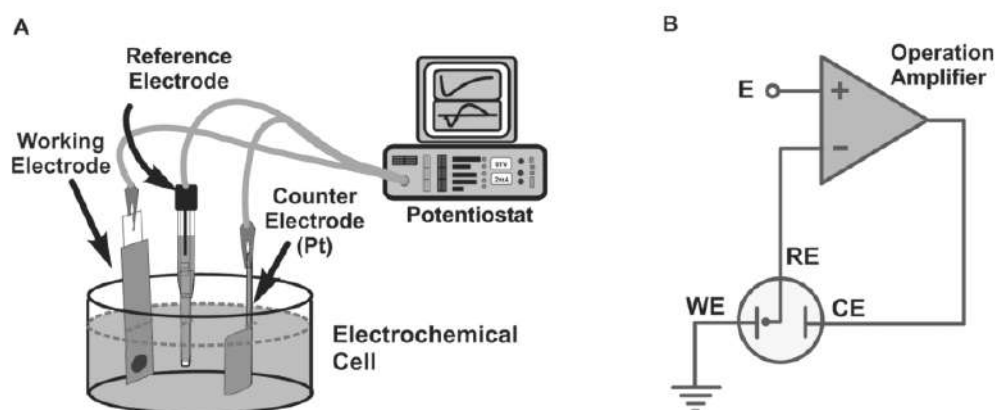 A
Reference
Electrode
Working
Electrode
Counter
Electrode
(Pt)
Potentiostat
Electrochemical
Cell
B
Operation
Amplifier
E
+
−
RE
WE
CE